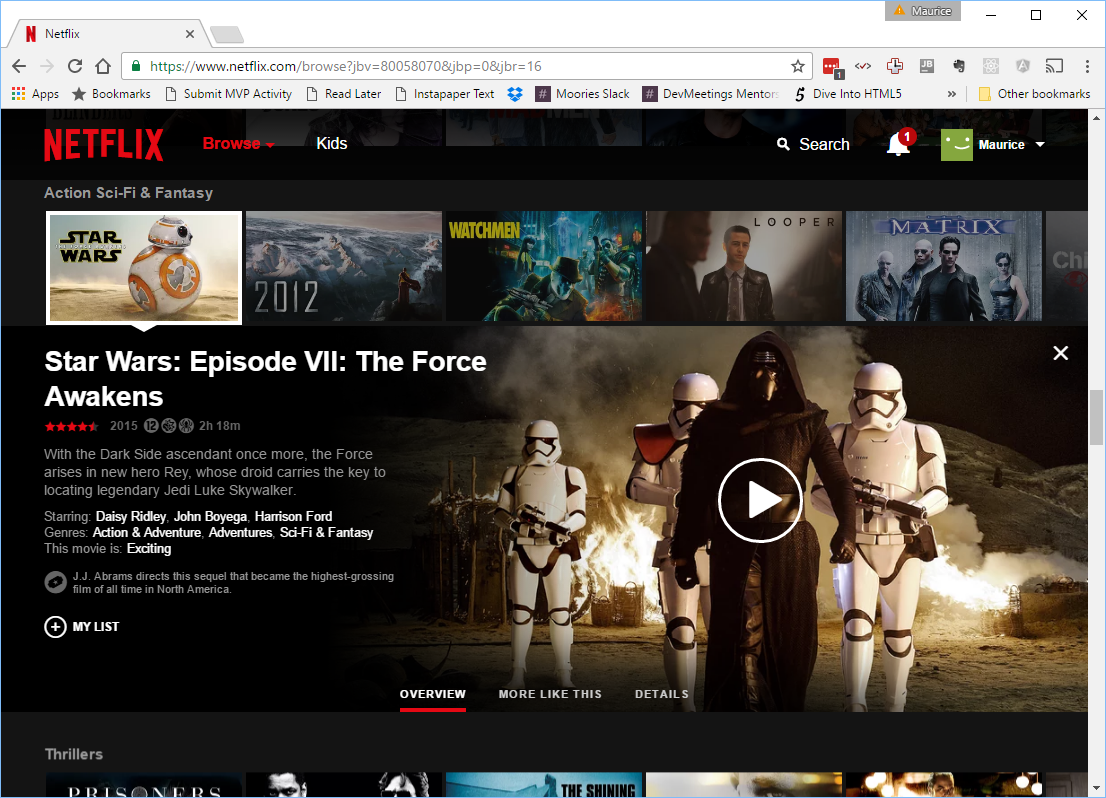 Maurice
Netflix
https://www.netflix.com/browse?jbv=80058070&jbp=0&jbr=16
1
JB
Apps
Bookmarks
Submit MVP Activity
Read Later
Instapaper Text
Moories Slack
DevMeetings Mentors
Dive Into HTML5
»
Other bookmarks
NETFLIX
Browse
Kids
Search
1
Maurice
Action Sci-Fi & Fantasy
STAR WARS
THE FORCE AWAKENS
2012
WATCHMEN
LOOPER
MATRIX
Chi
Star Wars: Episode VII: The Force
Awakens
2015 12 2h 18m
With the Dark Side ascendant once more, the Force
arises in new hero Rey, whose droid carries the key to
locating legendary Jedi Luke Skywalker.
Starring: Daisy Ridley, John Boyega, Harrison Ford
Genres: Action & Adventure, Adventures, Sci-Fi & Fantasy
This movie is: Exciting
J.J. Abrams directs this sequel that became the highest-grossing
film of all time in North America.
MY LIST
OVERVIEW
MORE LIKE THIS
DETAILS
Thrillers
PRISONERS
THE SHINING